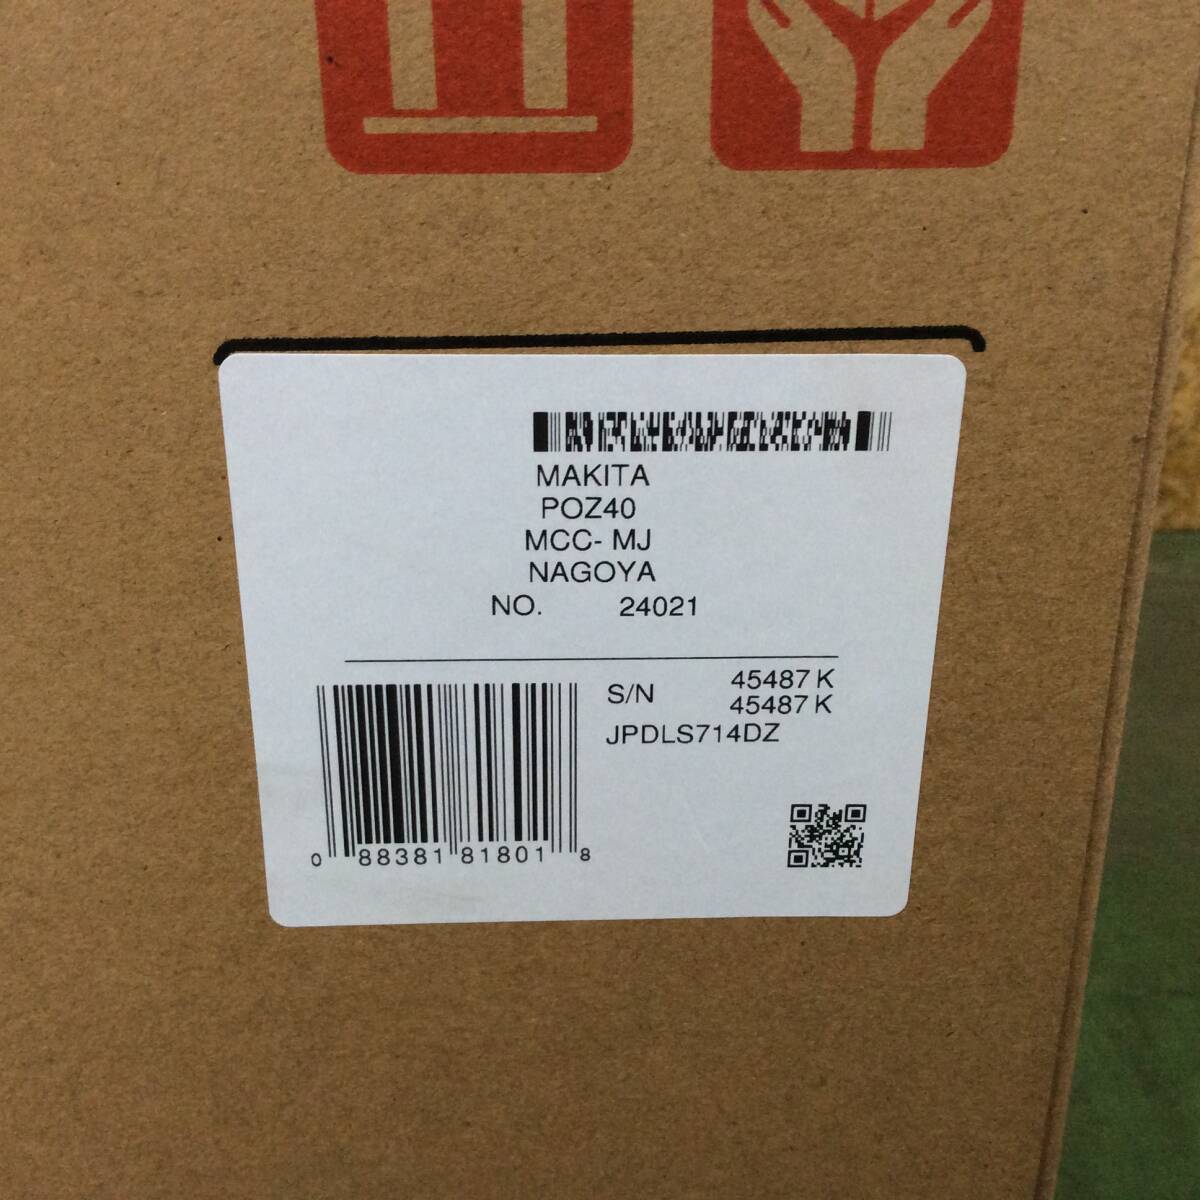 MAKITA
POZ40
MCC- MJ
NAGOYA
NO. 24021
S/N 45487 K
45487 K
JPDLS714DZ
0 88381 81801 8